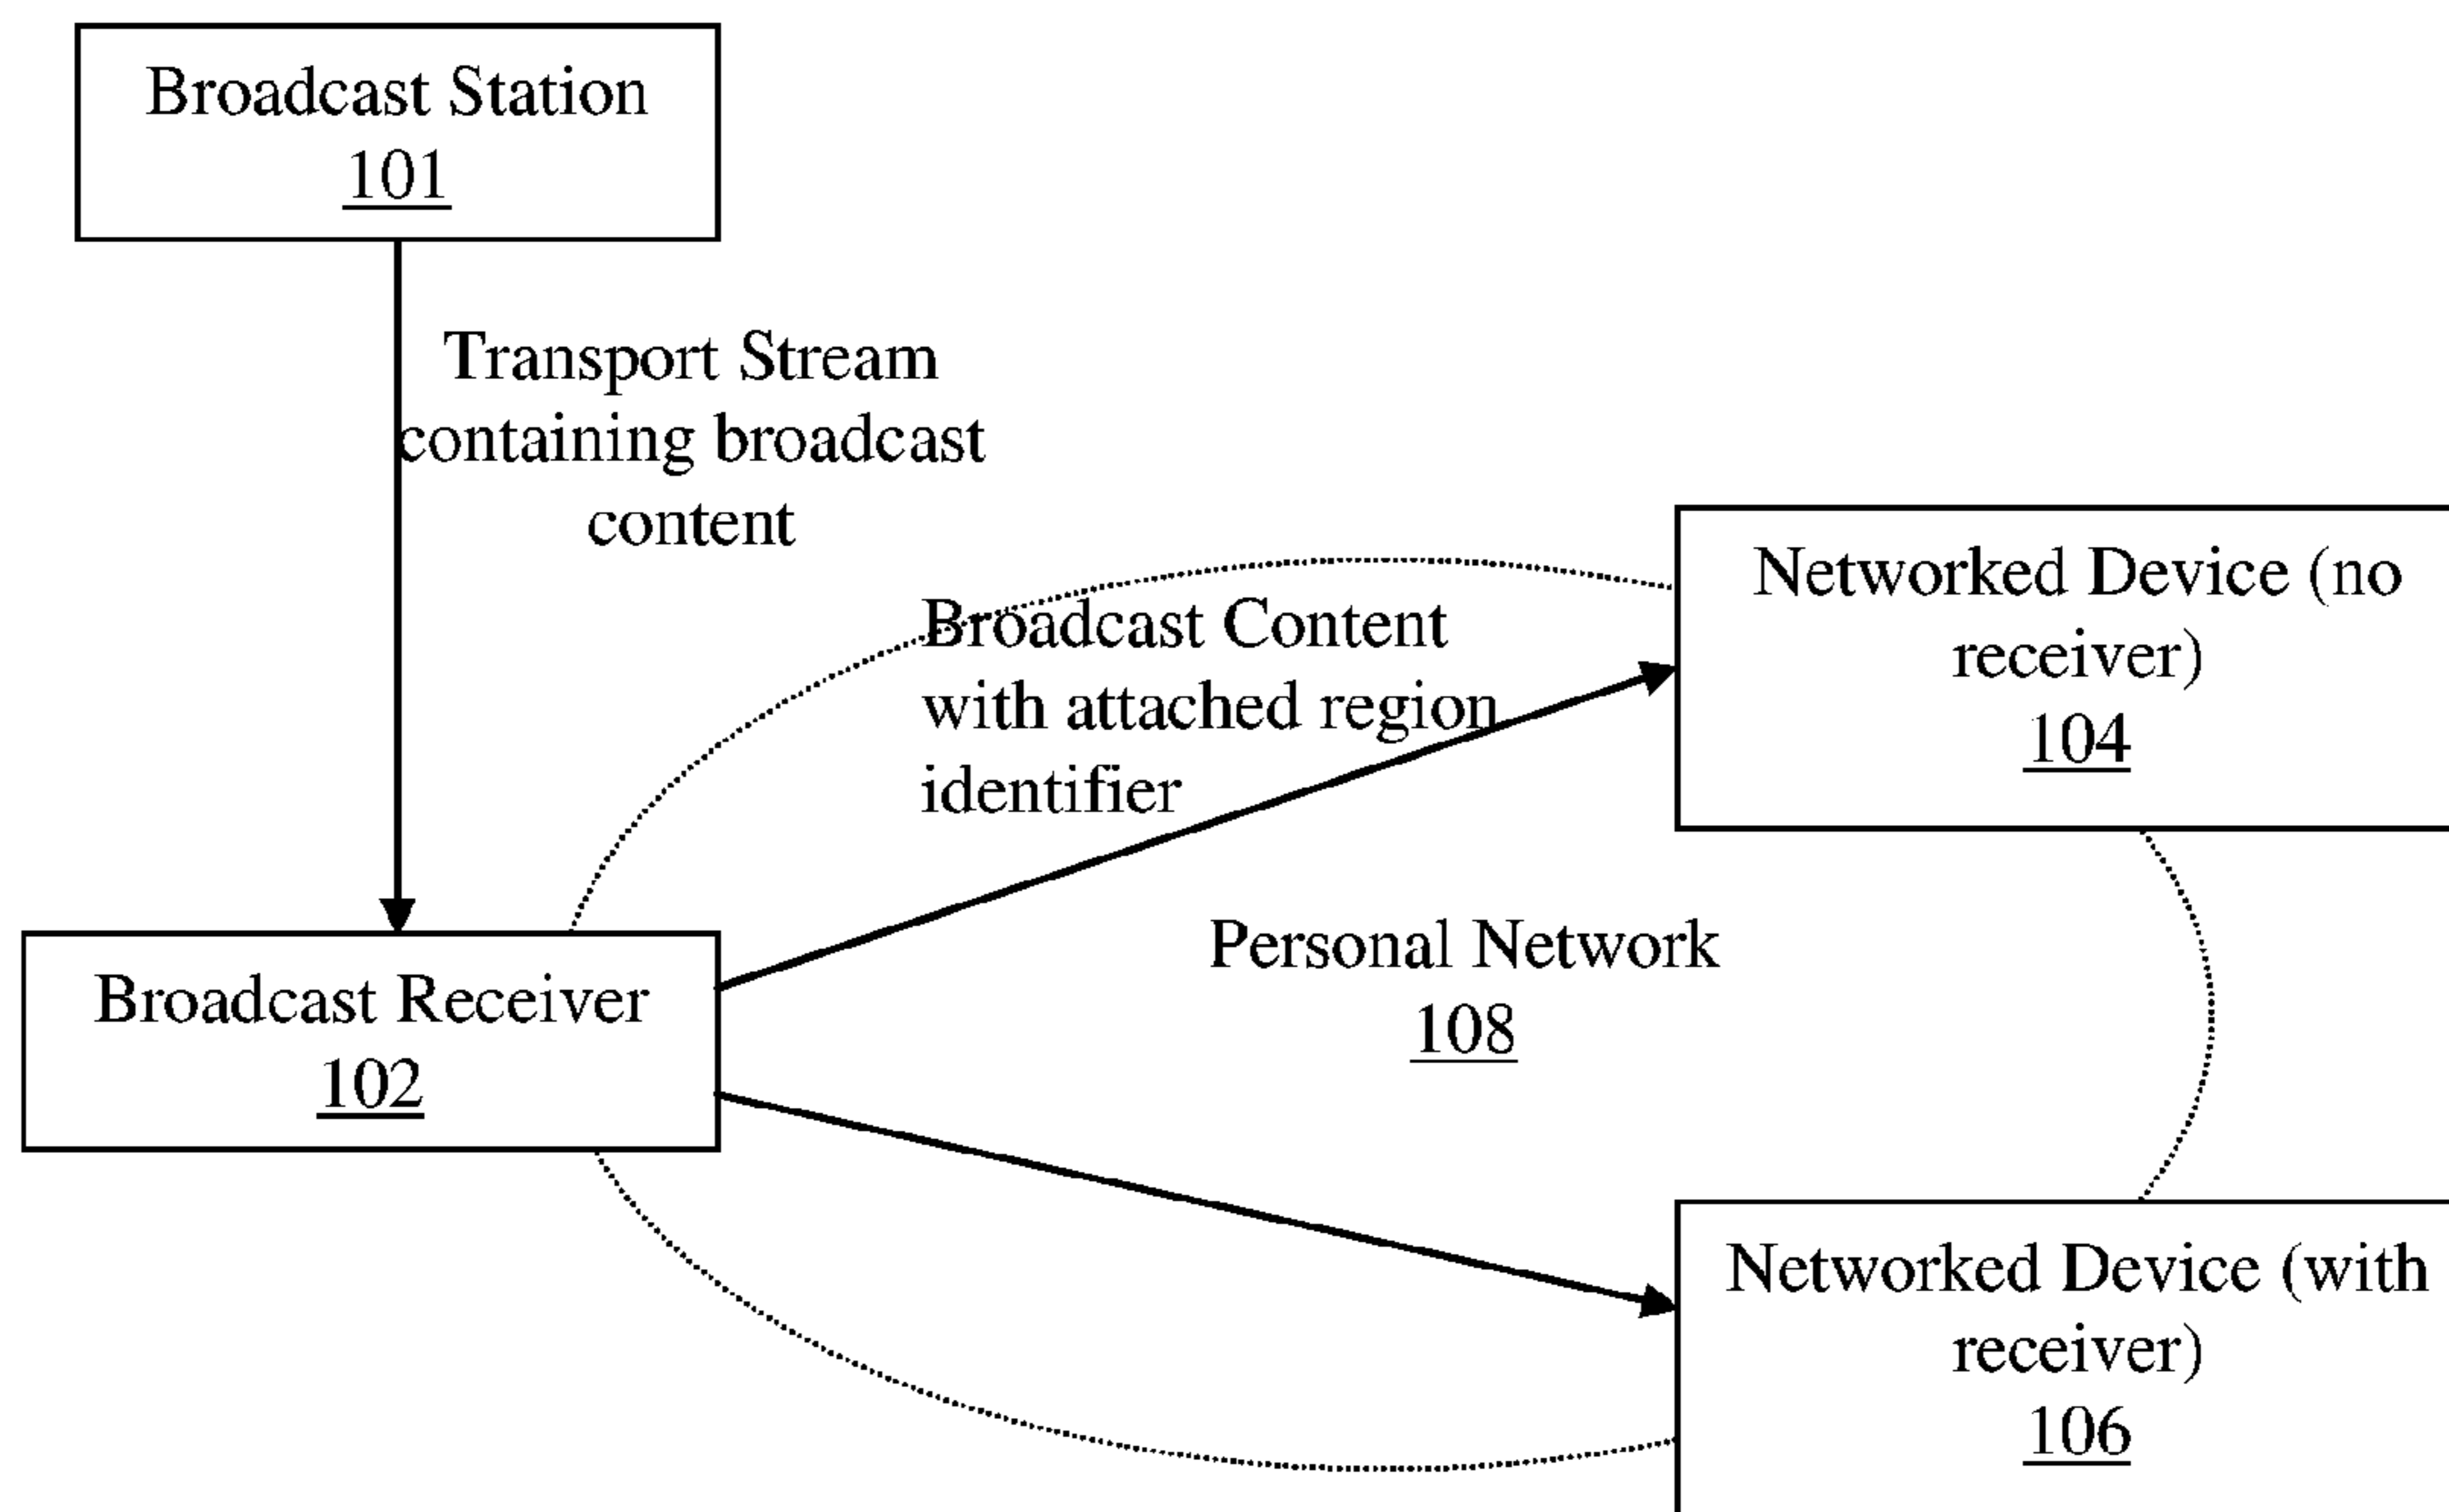 Broadcast Station
101
Transport Stream
containing broadcast
content
Networked Device (no
receiver)
104
Broadcast Content
with attached region
identifier
Personal Network
108
Broadcast Receiver
102
Networked Device (with
receiver)
106